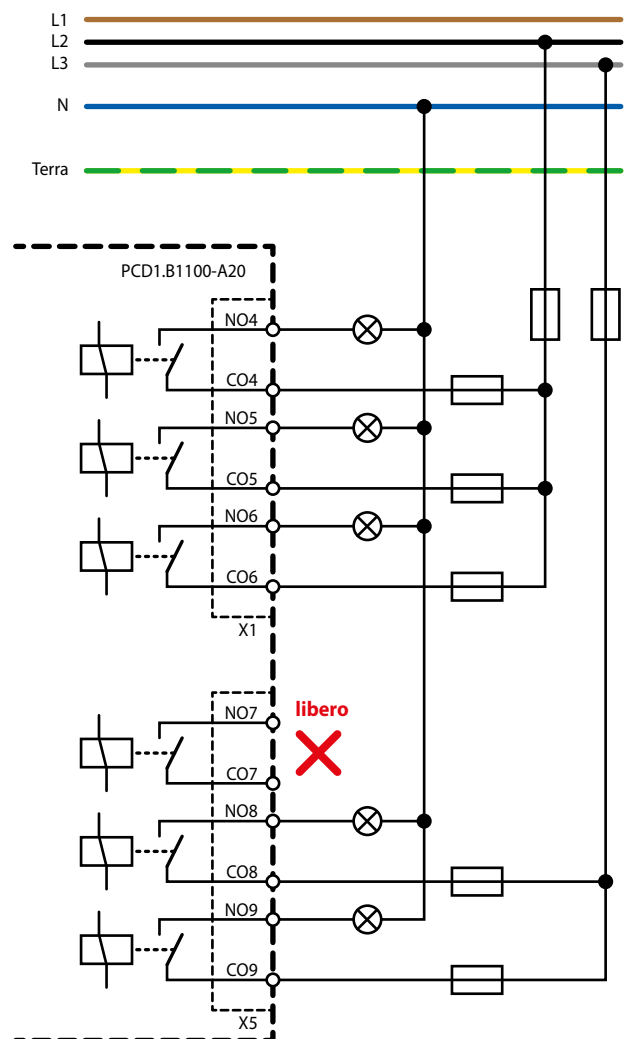 L1
L2
L3
N
Terra
PCD1.B1100-A20
NO4
CO4
NO5
CO5
NO6
CO6
X1
NO7
libero
CO7
NO8
CO8
NO9
CO9
X5